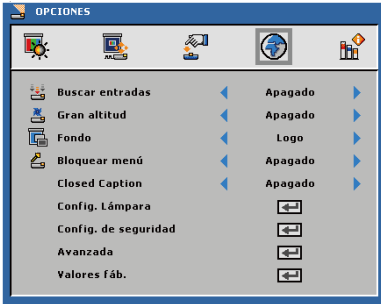 OPCIONES
Buscar entradas Apagado
Gran altitud Apagado
Fondo Logo
Bloquear menú Apagado
Closed Caption Apagado
Config. Lámpara
Config. de seguridad
Avanzada
Valores fáb.